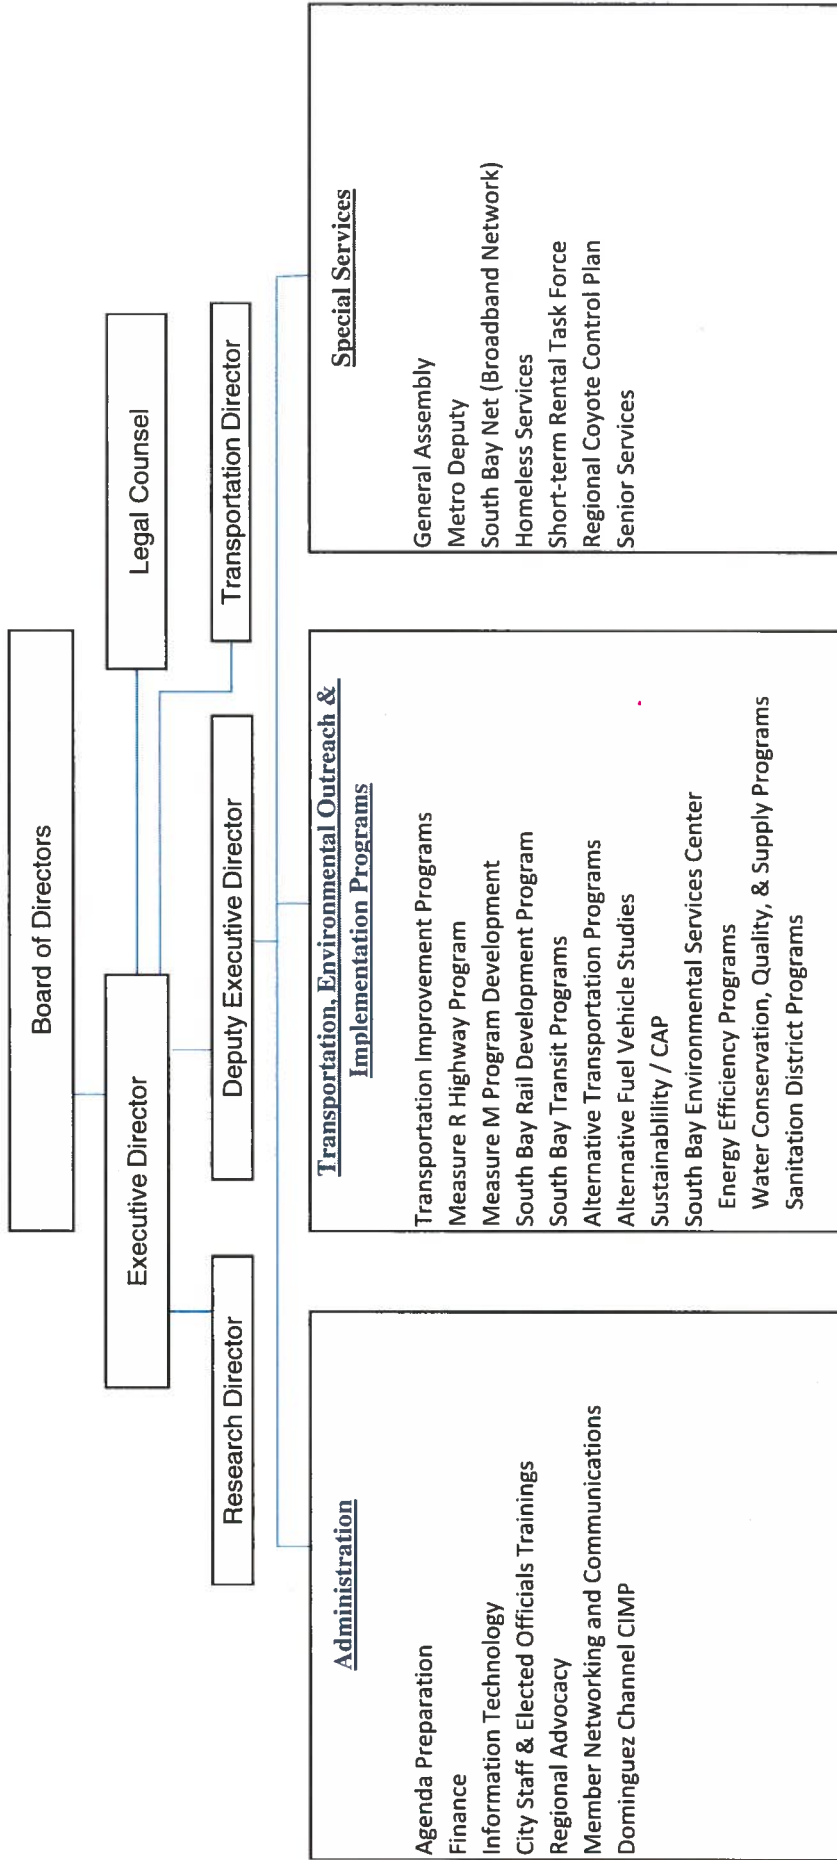 Board of Directors
Executive Director
Legal Counsel
Research Director
Deputy Executive Director
Transportation Director
Administration
Agenda Preparation
Finance
Information Technology
City Staff & Elected Officials Trainings
Regional Advocacy
Member Networking and Communications
Dominguez Channel CIMP
Transportation, Environmental Outreach &
Implementation Programs
Transportation Improvement Programs
Measure R Highway Program
Measure M Program Development
South Bay Rail Development Program
South Bay Transit Programs
Alternative Transportation Programs
Alternative Fuel Vehicle Studies
Sustainablility / CAP
South Bay Environmental Services Center
Energy Efficiency Programs
Water Conservation, Quality, & Supply Programs
Sanitation District Programs
Special Services
General Assembly
Metro Deputy
South Bay Net (Broadband Network)
Homeless Services
Short-term Rental Task Force
Regional Coyote Control Plan
Senior Services